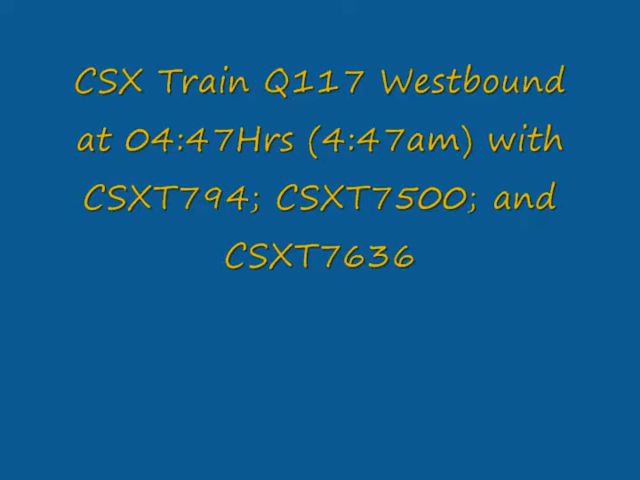 CSX Train Q117 Westbound
at 04:47Hrs (4:47am) with
CSXT794; CSXT7500; and
CSXT7636